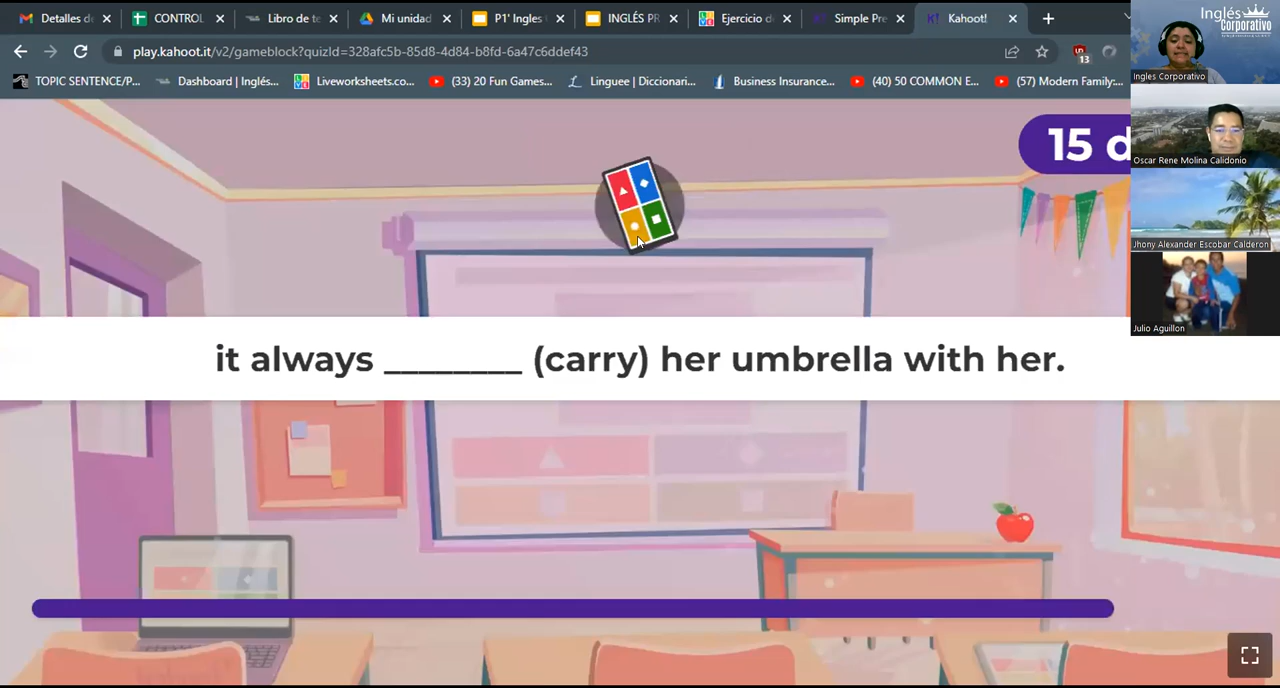 Detalles de
CONTROL
Libro de te
Mi unidad
P1' Ingles
INGLÉS PR
Ejercicio d
Simple Pre
Kahoot!
play.kahoot.it/v2/gameblock?quizId=328afc5b-85d8-4d84-b8fd-6a47c6ddef43
13
TOPIC SENTENCE/P...
Dashboard | Inglés...
Liveworksheets.co...
(33) 20 Fun Games...
Linguee | Diccionari...
Business Insurance...
(40) 50 COMMON E...
(57) Modern Family:...
Inglés
Corporativo
Ingles Corporativo
Oscar Rene Molina Calidonio
Jhony Alexander Escobar Calderon
Julio Aguillon
15 d
it always ________ (carry) her umbrella with her.